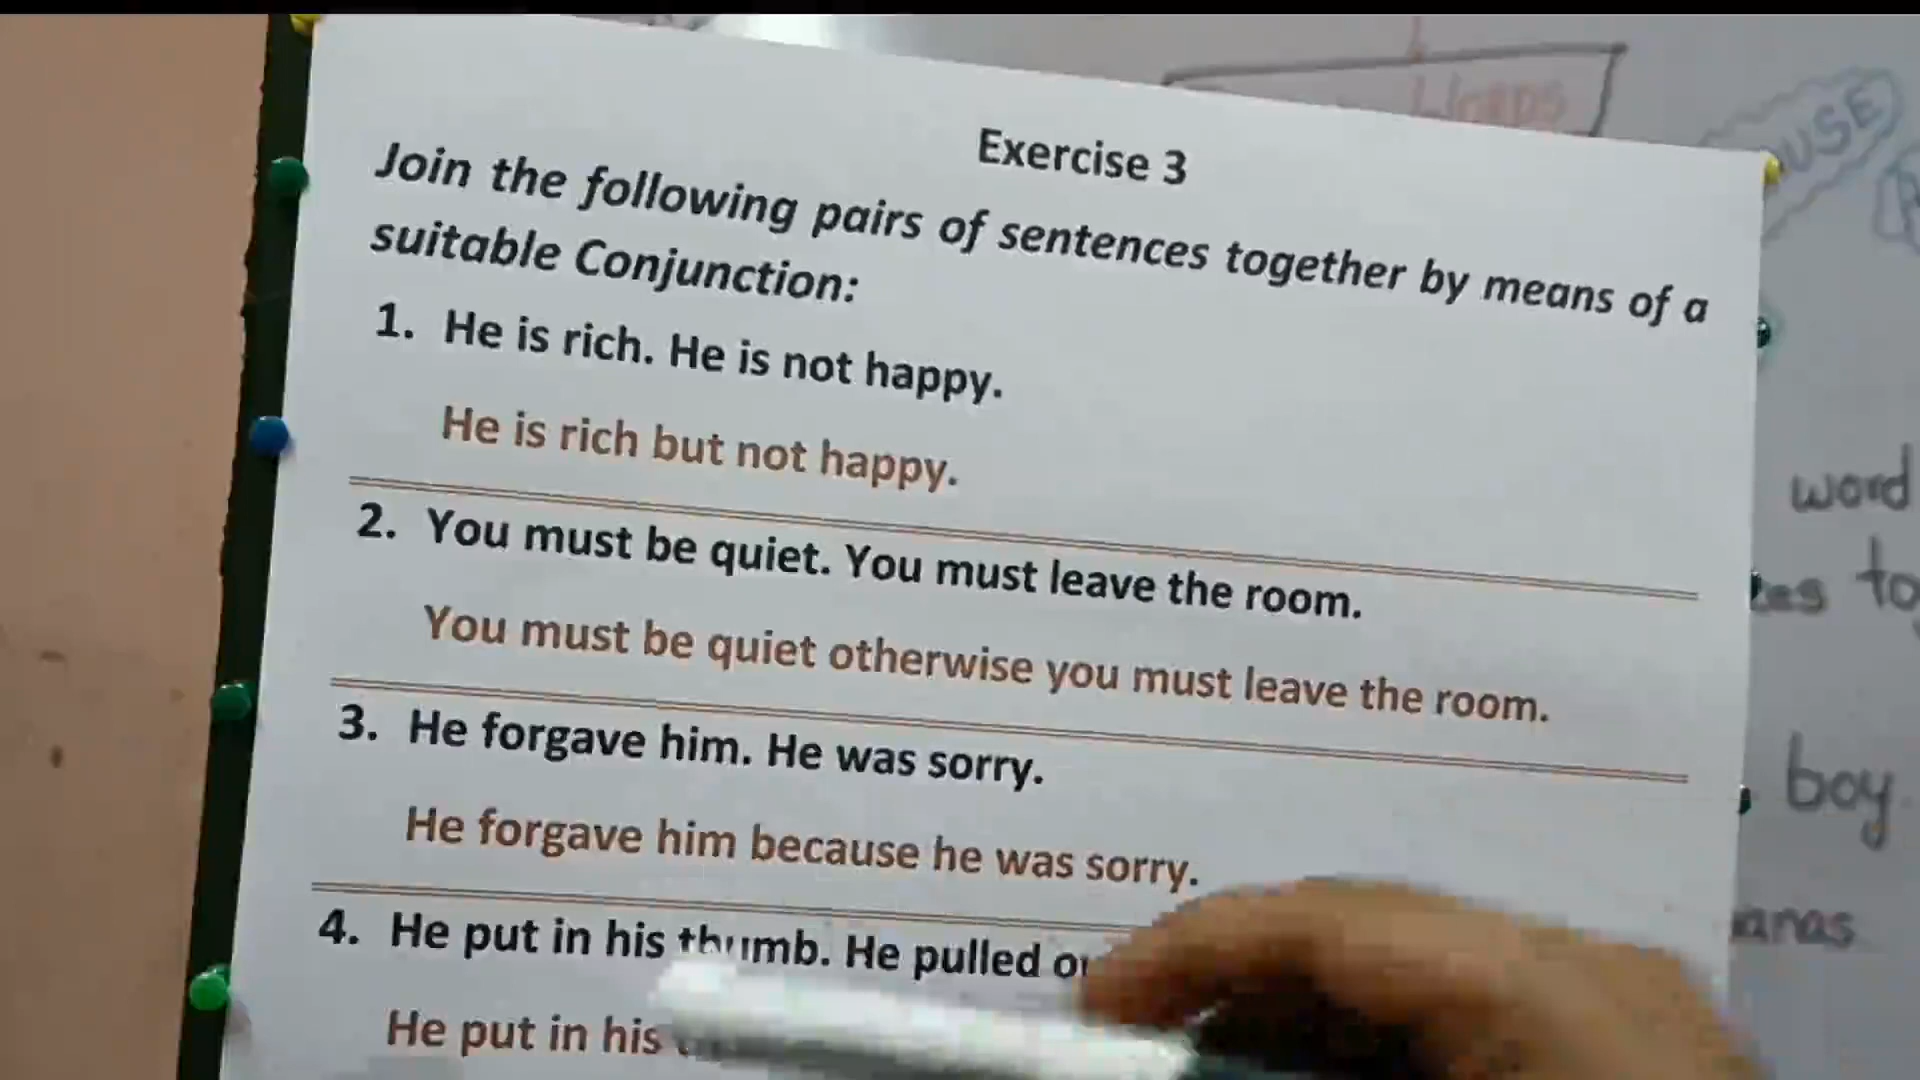 Exercise 3
Join the following pairs of sentences together by means of a
suitable Conjunction:
1. He is rich. He is not happy.
He is rich but not happy.
2. You must be quiet. You must leave the room.
You must be quiet otherwise you must leave the room.
3. He forgave him. He was sorry.
He forgave him because he was sorry.
4. He put in his thumb. He pulled
He put in his
Words
word
boy